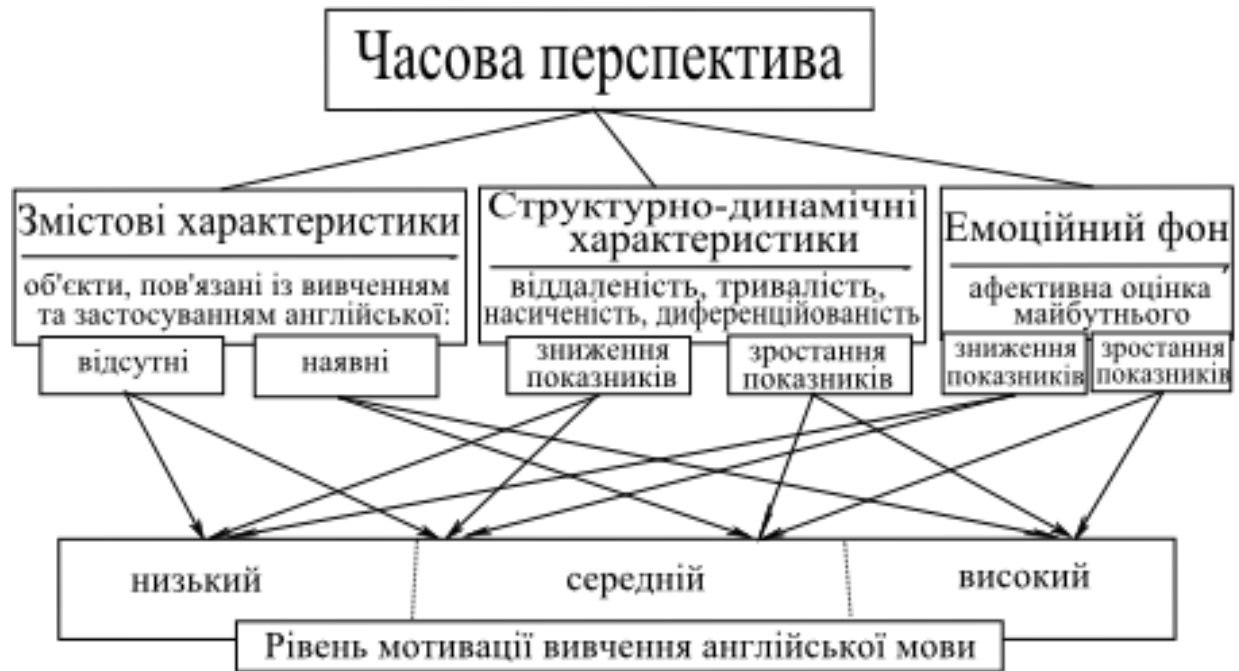 Часова перспектива
Змістові характеристики
об'єкти, пов'язані із вивченням
та застосуванням англійської:
відсутні
наявні
Структурно-динамічні
характеристики
віддаленість, тривалість,
насиченість, диференційованість
зниження
показників
зростання
показників
Емоційний фон
афективна оцінка
майбутнього
зниження
показників
зростання
показників
низький
середній
високий
Рівень мотивації вивчення англійської мови